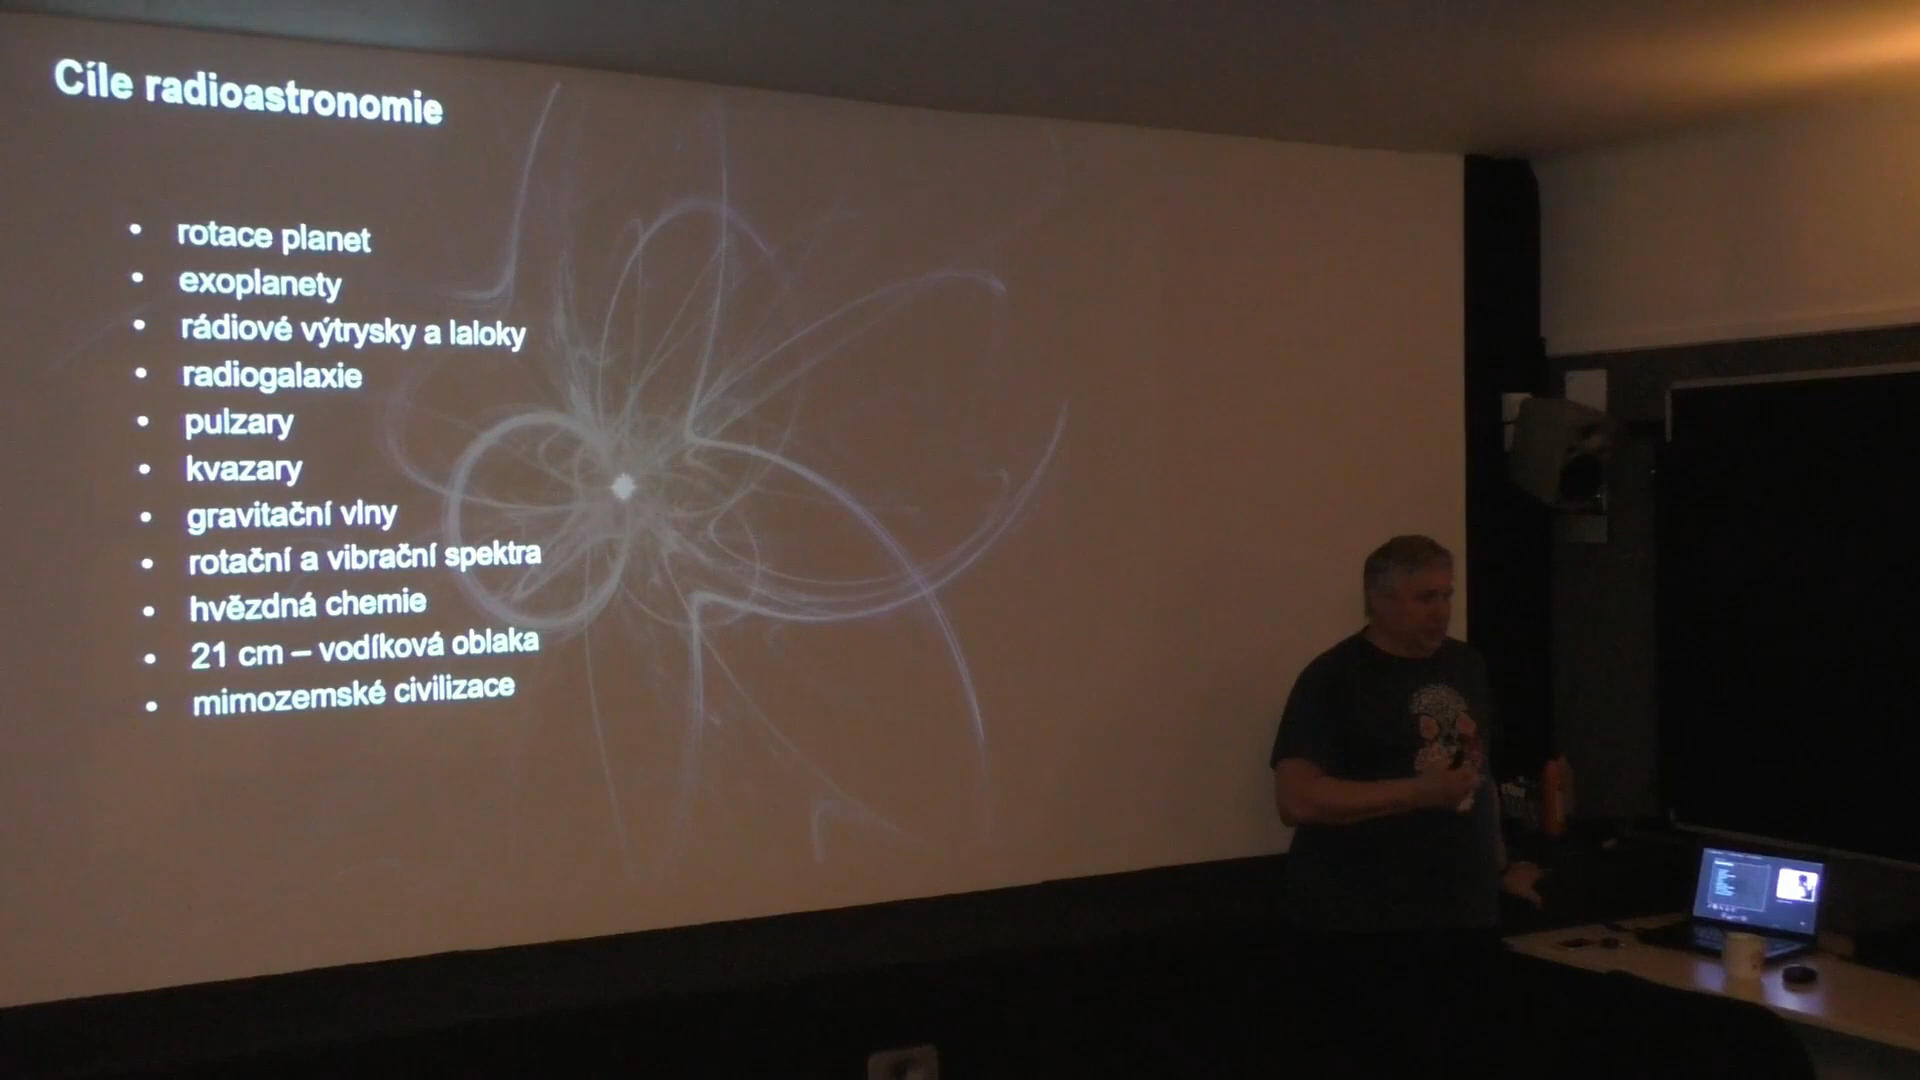 Cíle radioastronomie
• rotace planet
• exoplanety
• rádiové výtrysky a laloky
• radiogalaxie
• pulzary
• kvazary
• gravitační vlny
• rotační a vibrační spektra
• hvězdná chemie
• 21 cm – vodíková oblaka
• mimozemské civilizace